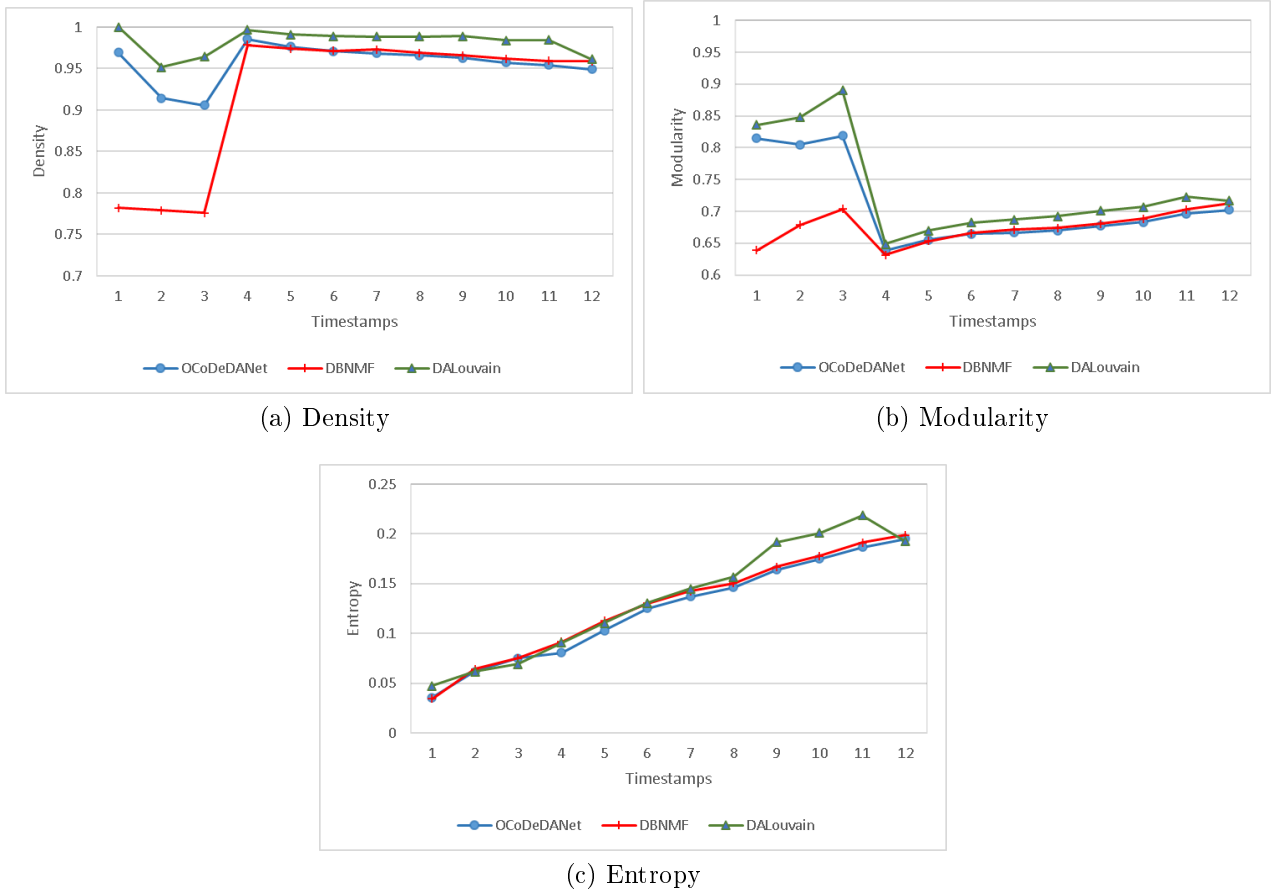 1
0.95
0.9
0.85
0.8
0.75
0.7
Density
1 2 3 4 5 6 7 8 9 10 11 12
Timestamps
OCoDeDANet DBNMF DALouvain
(a) Density
1
0.95
0.9
0.85
0.8
0.75
0.7
0.65
0.6
Modularity
1 2 3 4 5 6 7 8 9 10 11 12
Timestamps
OCoDeDANet DBNMF DALouvain
(b) Modularity
0.25
0.2
0.15
0.1
0.05
0
Entropy
1 2 3 4 5 6 7 8 9 10 11 12
Timestamps
OCoDeDANet DBNMF DALouvain
(c) Entropy